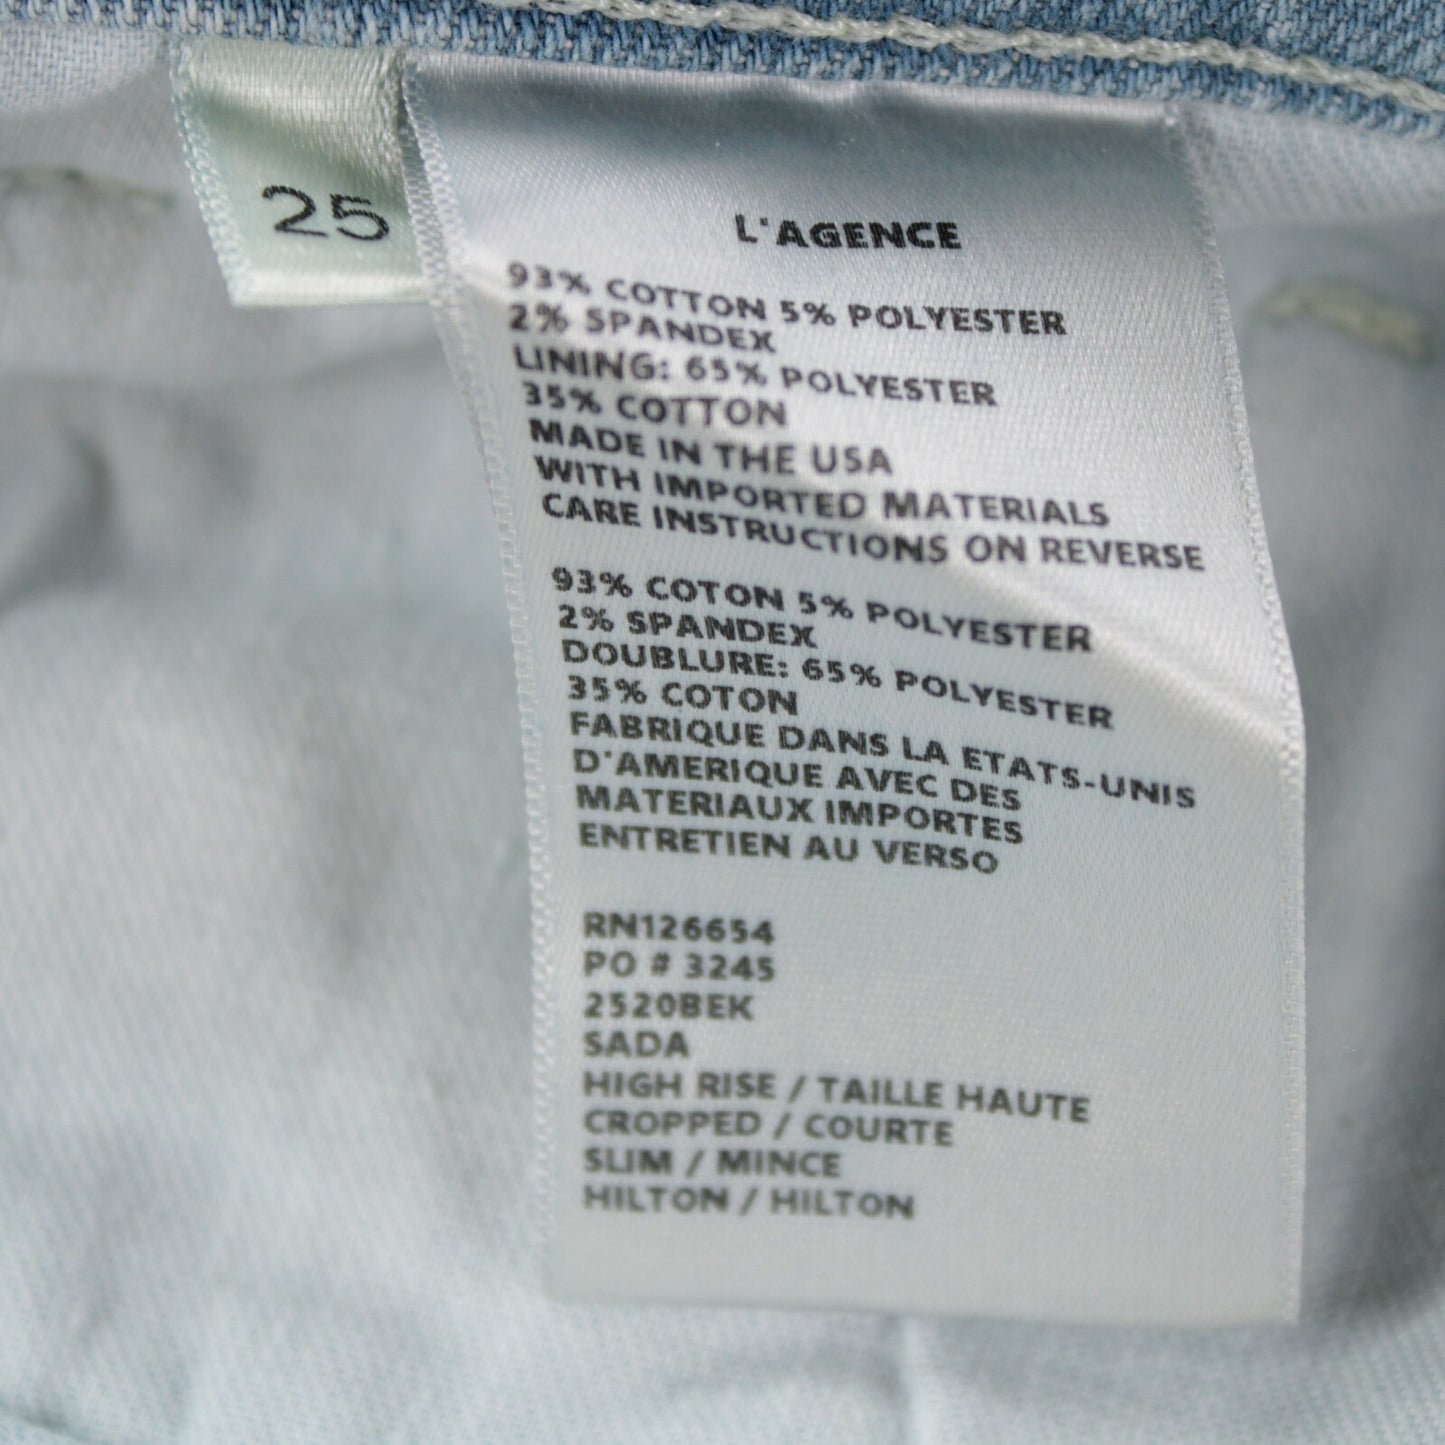 25
L'AGENCE
93% COTTON 5% POLYESTER
2% SPANDEX
LINING: 65% POLYESTER
35% COTTON
MADE IN THE USA
WITH IMPORTED MATERIALS
CARE INSTRUCTIONS ON REVERSE
93% COTON 5% POLYESTER
2% SPANDEX
DOUBLURE: 65% POLYESTER
35% COTON
FABRIQUE DANS LA ETATS-UNIS
D'AMERIQUE AVEC DES
MATERIAUX IMPORTES
ENTRETIEN AU VERSO
RN126654
PO # 3245
2520BEK
SADA
HIGH RISE / TAILLE HAUTE
CROPPED / COURTE
SLIM / MINCE
HILTON / HILTON